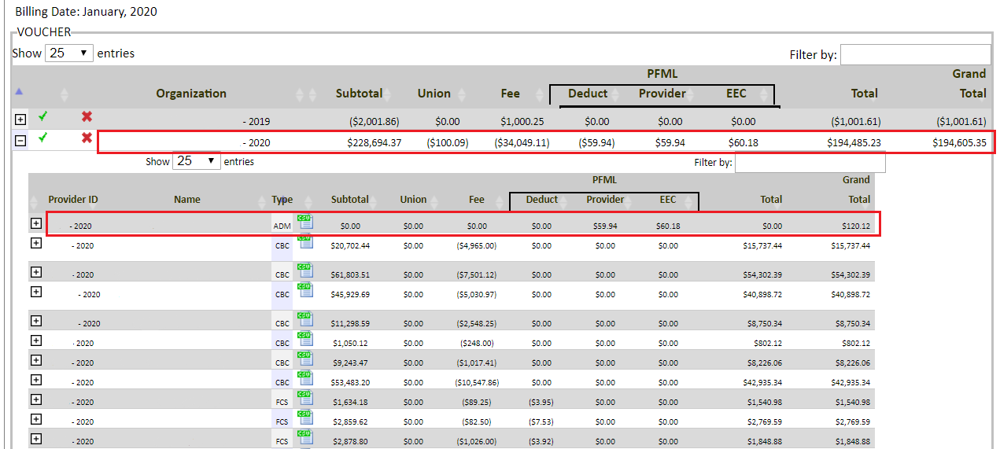 Billing Date: January, 2020
VOUCHER
Show 25 entries Filter by:
PFML Grand
Organization Subtotal Union Fee Deduct Provider EEC Total Total
- 2019 ($2,001.86) $0.00 $1,000.25 $0.00 $0.00 $0.00 ($1,001.61) ($1,001.61)
- 2020 $228,694.37 ($100.09) ($34,049.11) ($59.94) $59.94 $60.18 $194,485.23 $194,605.35
Show 25 entries Filter by:
PFML Grand
Provider ID Name Type Subtotal Union Fee Deduct Provider EEC Total Total
- 2020 ADM CSV $0.00 $0.00 $0.00 $0.00 $59.94 $60.18 $0.00 $120.12
- 2020 CBC CSV $20,702.44 $0.00 ($4,965.00) $0.00 $0.00 $0.00 $15,737.44 $15,737.44
- 2020 CBC CSV $61,803.51 $0.00 ($7,501.12) $0.00 $0.00 $0.00 $54,302.39 $54,302.39
- 2020 CBC CSV $45,929.69 $0.00 ($5,030.97) $0.00 $0.00 $0.00 $40,898.72 $40,898.72
- 2020 CBC CSV $11,298.59 $0.00 ($2,548.25) $0.00 $0.00 $0.00 $8,750.34 $8,750.34
- 2020 CBC CSV $1,050.12 $0.00 ($248.00) $0.00 $0.00 $0.00 $802.12 $802.12
- 2020 CBC CSV $9,243.47 $0.00 ($1,017.41) $0.00 $0.00 $0.00 $8,226.06 $8,226.06
- 2020 CBC CSV $53,483.20 $0.00 ($10,547.86) $0.00 $0.00 $0.00 $42,935.34 $42,935.34
- 2020 FCS CSV $1,634.18 $0.00 ($89.25) ($3.95) $0.00 $0.00 $1,540.98 $1,540.98
- 2020 FCS CSV $2,859.62 $0.00 ($82.50) ($7.53) $0.00 $0.00 $2,769.59 $2,769.59
- 2020 FCS CSV $2,878.80 $0.00 ($1,026.00) ($3.92) $0.00 $0.00 $1,848.88 $1,848.88